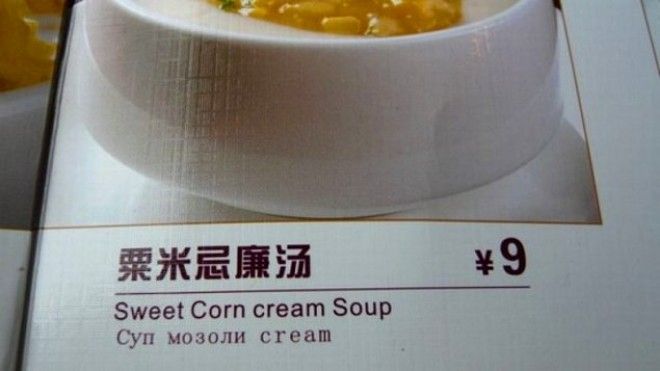 粟米忌廉汤 ¥9
Sweet Corn cream Soup
Суп мозоли cream